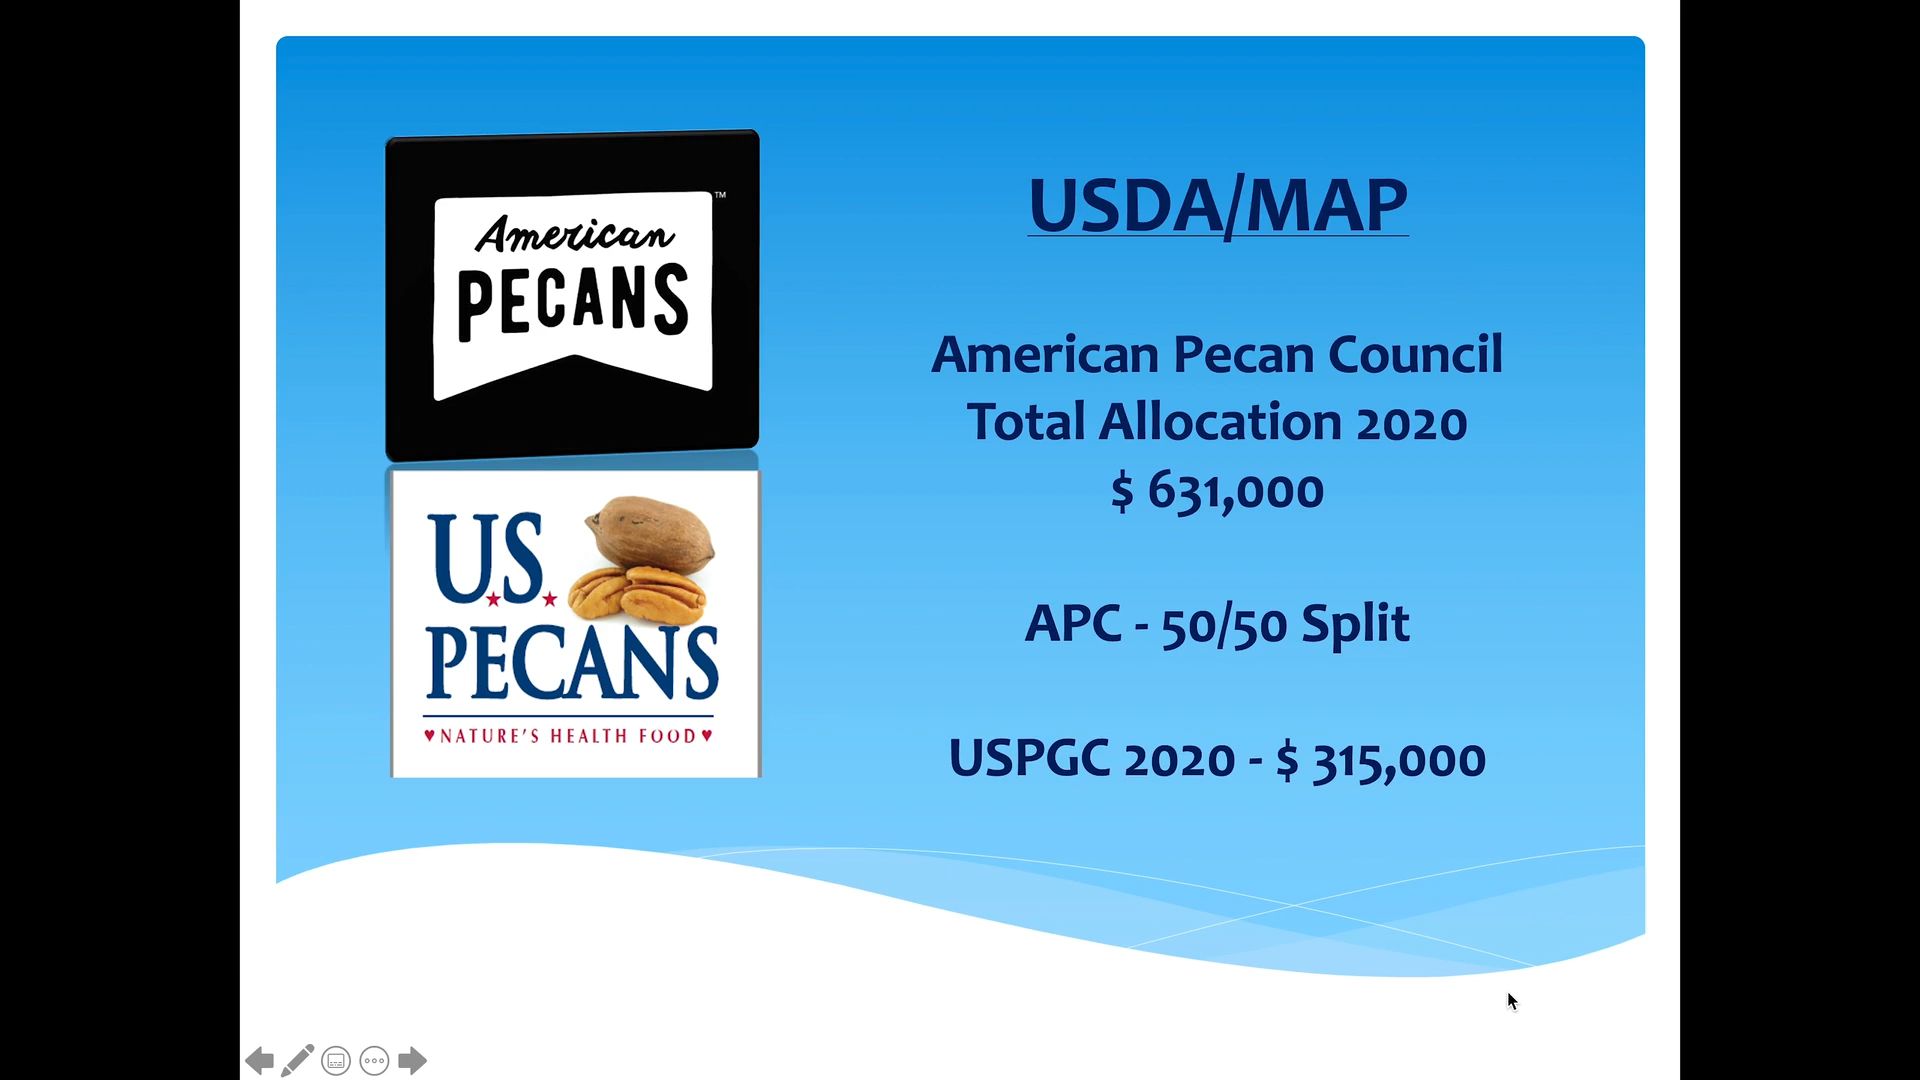 American
PECANS
™
U.S.
PECANS
♥NATURE'S HEALTH FOOD♥
USDA/MAP
American Pecan Council
Total Allocation 2020
$ 631,000
APC - 50/50 Split
USPGC 2020 - $ 315,000